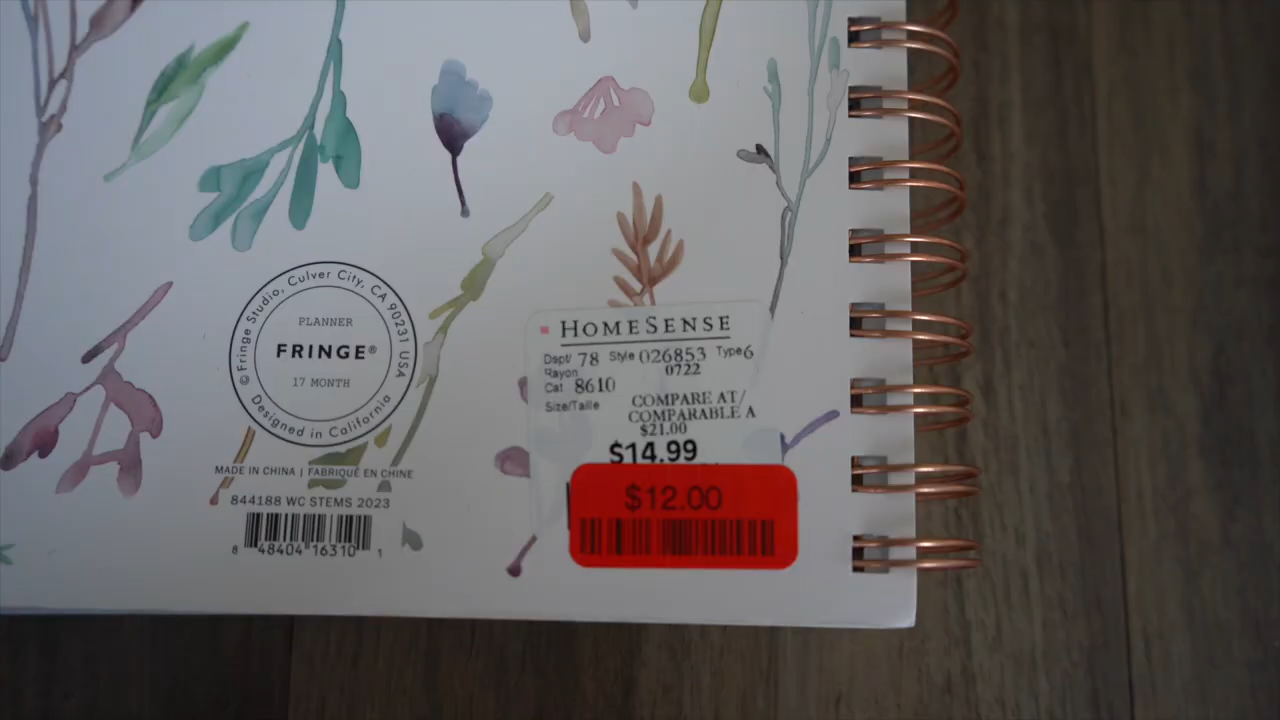 © Fringe Studio, Culver City, CA 90231 USA
PLANNER
FRINGE®
17 MONTH
Designed in California
MADE IN CHINA | FABRIQUÉ EN CHINE
844188 WC STEMS 2023
8 48404 16310 1
HOMESENSE
Dept/ 78 Style 026853 Type 6
Rayon 0722
Cat 8610
Size/Taille COMPARE AT/
COMPARABLE A
$21.00
$14.99
$12.00